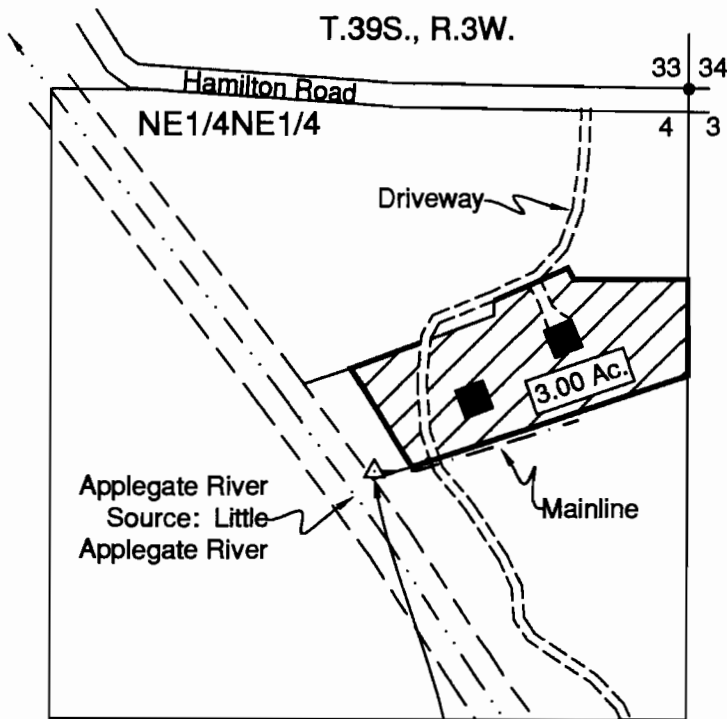 T.39S., R.3W.
33 34
Hamilton Road
NE1/4NE1/4
4 3
Driveway
3.00 Ac.
Applegate River
Source: Little
Applegate River
Mainline